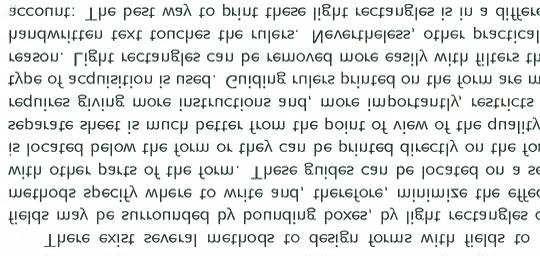 There exist several methods to design forms with fields to
fields may be surrounded by bounding boxes, by light rectangles o
methods specify where to write and, therefore, minimize the effec
with other parts of the form. These guides can be located on a se
is located below the form or they can be printed directly on the fo
separate sheet is much better from the point of view of the quality
requires giving more instructions and, more importantly, restricts
type of acquisition is used. Guiding rulers printed on the form are m
reason. Light rectangles can be removed more easily with filters th
handwritten text touches the rulers. Nevertheless, other practical
account: The best way to print these light rectangles is in a differe